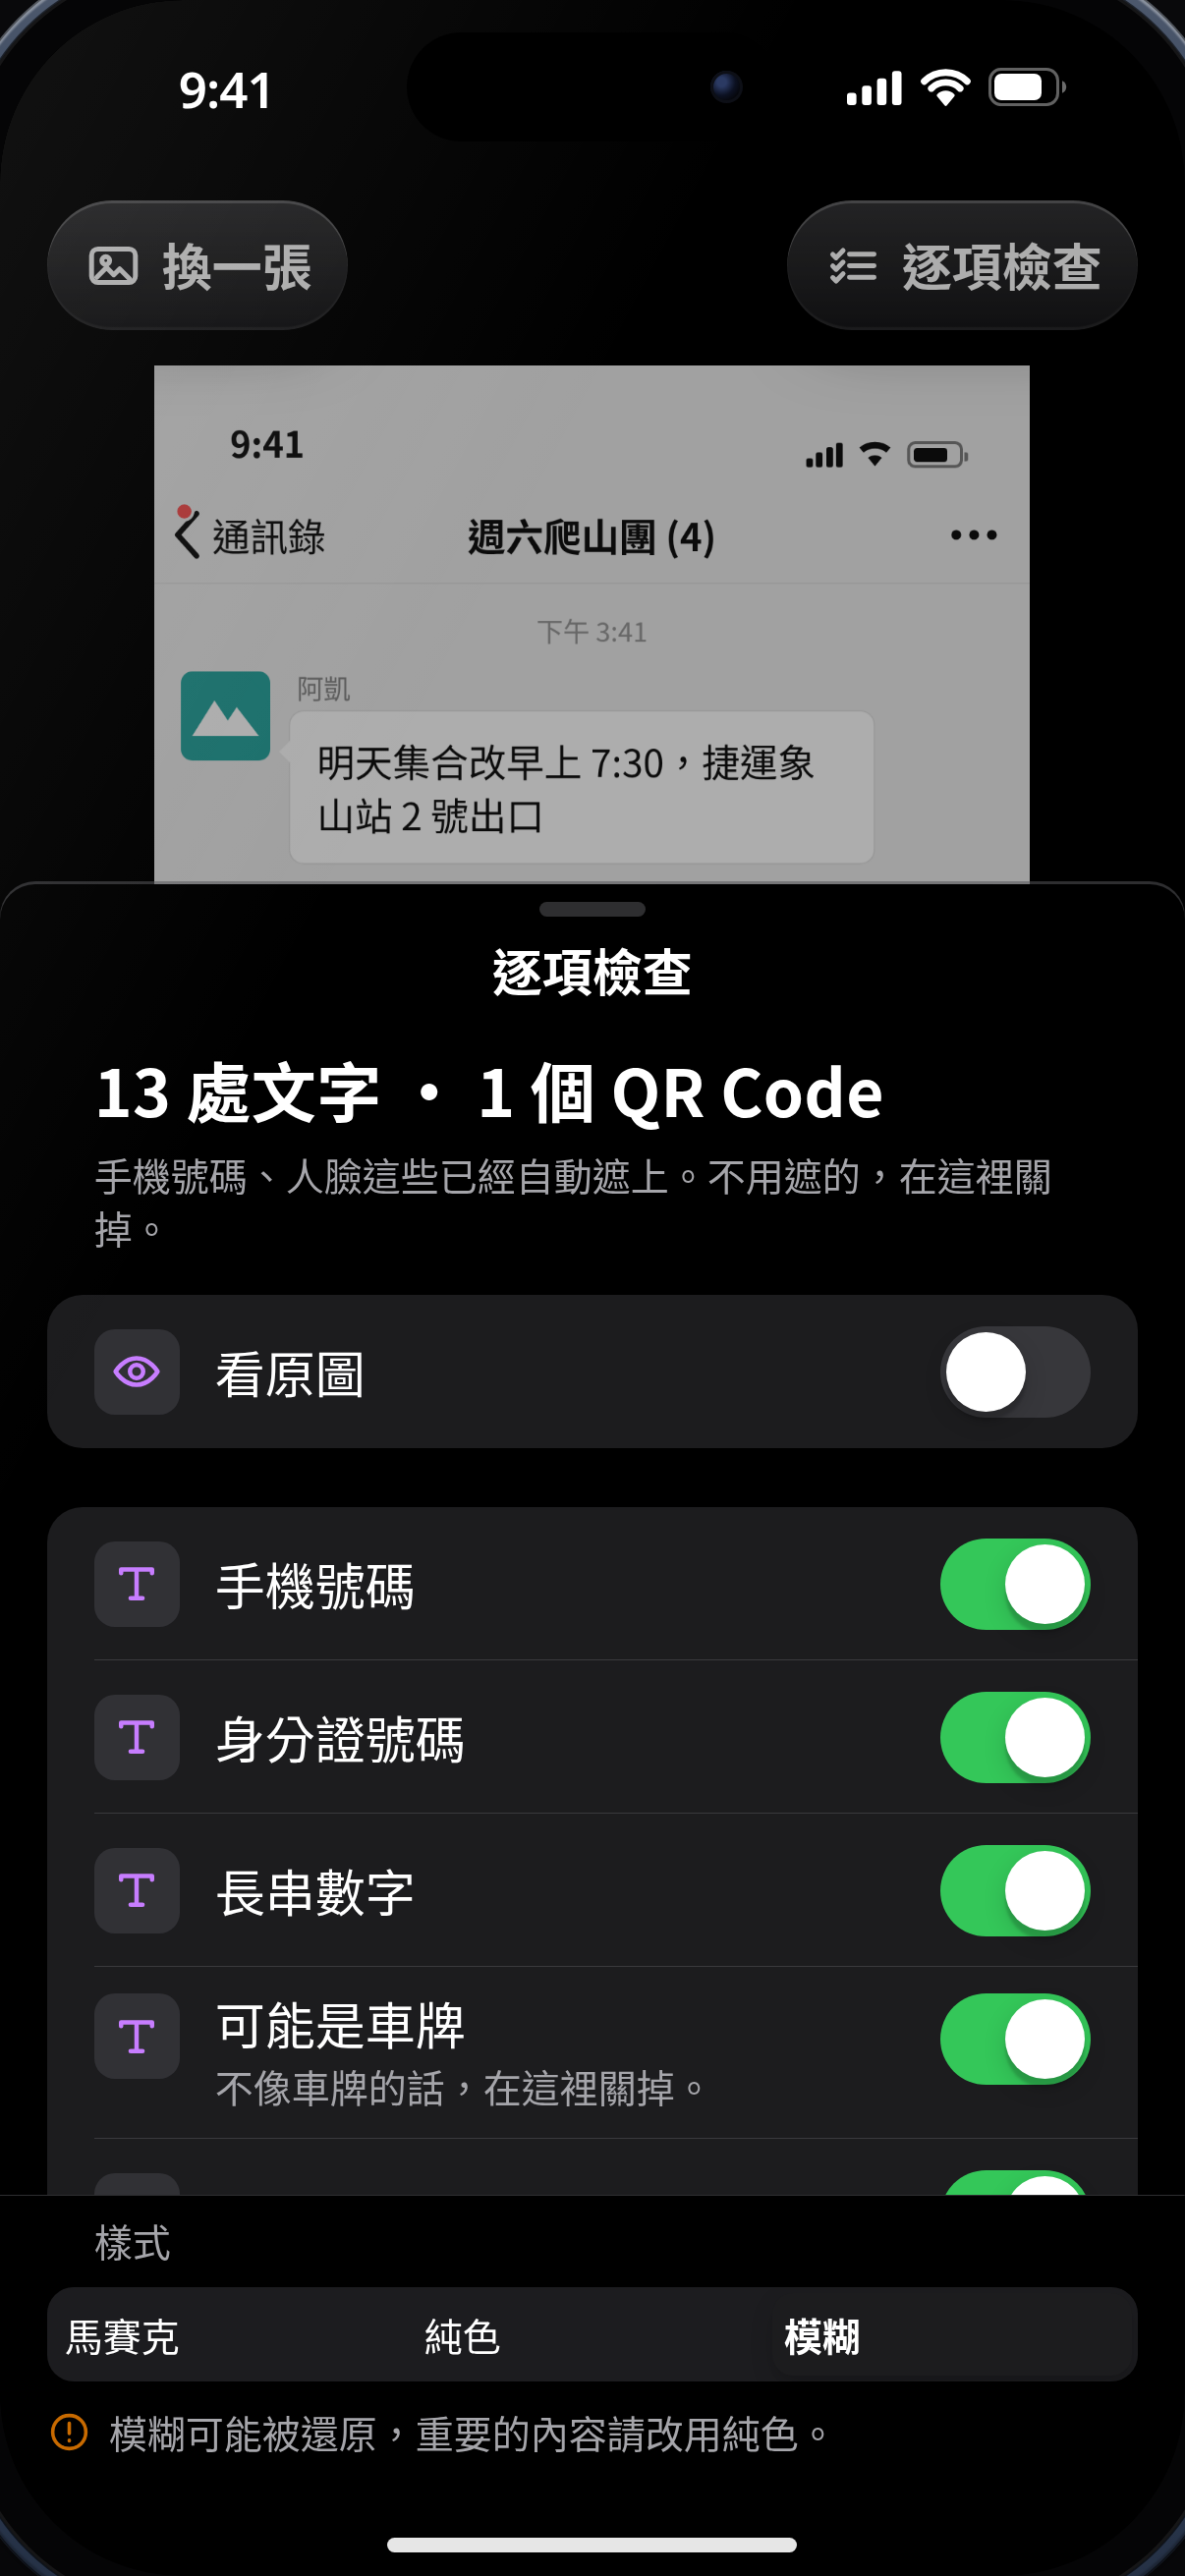 9:41
換一張
逐項檢查
9:41
通訊錄
週六爬山團 (4)
下午 3:41
阿凱
明天集合改早上 7:30，捷運象
山站 2 號出口
逐項檢查
13 處文字 · 1 個 QR Code
手機號碼、人臉這些已經自動遮上。不用遮的，在這裡關
掉。
看原圖
手機號碼
身分證號碼
長串數字
可能是車牌
不像車牌的話，在這裡關掉。
樣式
馬賽克
純色
模糊
模糊可能被還原，重要的內容請改用純色。